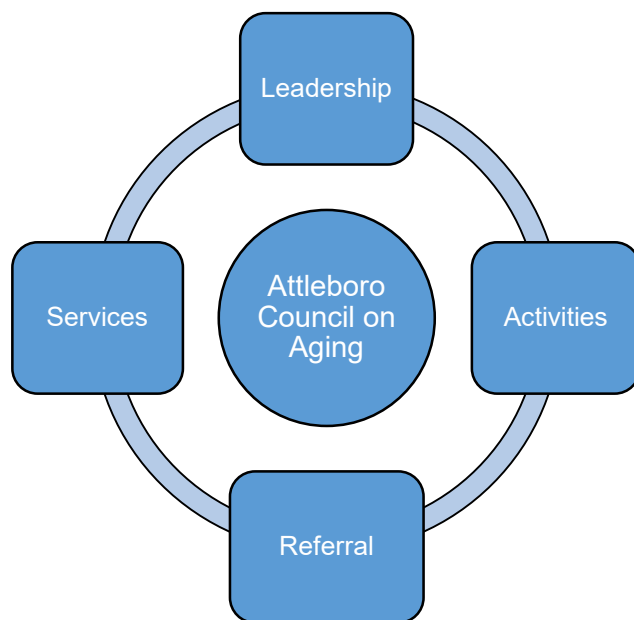 Leadership
Services
Attleboro
Council on
Aging
Activities
Referral